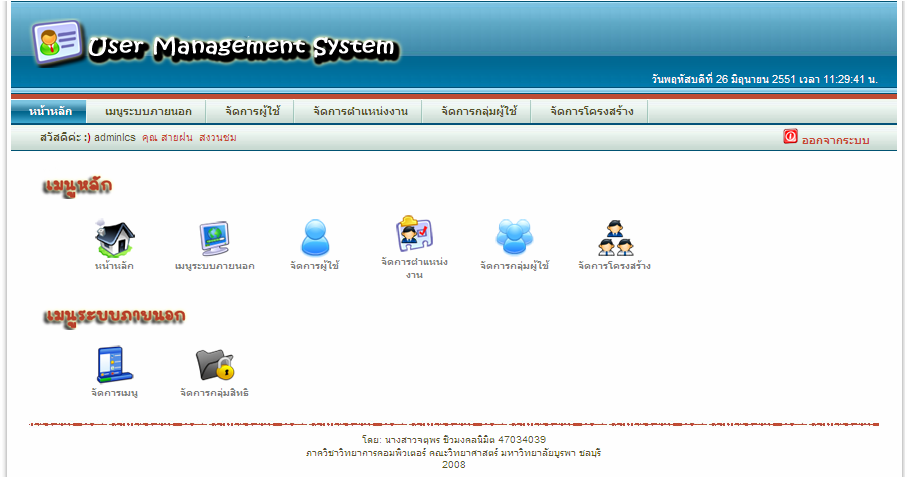 User Management System
วันพฤหัสบดีที่ 26 มิถุนายน 2551 เวลา 11:29:41 น.
หน้าหลัก เมนูระบบภายนอก จัดการผู้ใช้ จัดการตำแหน่งงาน จัดการกลุ่มผู้ใช้ จัดการโครงสร้าง
สวัสดีค่ะ :) adminics คุณ สายฝน สงวนชม ออกจากระบบ
เมนูหลัก
หน้าหลัก เมนูระบบภายนอก จัดการผู้ใช้ จัดการตำแหน่ง จัดการกลุ่มผู้ใช้ จัดการโครงสร้าง
งาน
เมนูระบบภายนอก
จัดการเมนู จัดการกลุ่มสิทธิ
โดย: นางสาวจตุพร ชิวมงคลนิมิต 47034039
ภาควิชาวิทยาการคอมพิวเตอร์ คณะวิทยาศาสตร์ มหาวิทยาลัยบูรพา ชลบุรี
2008